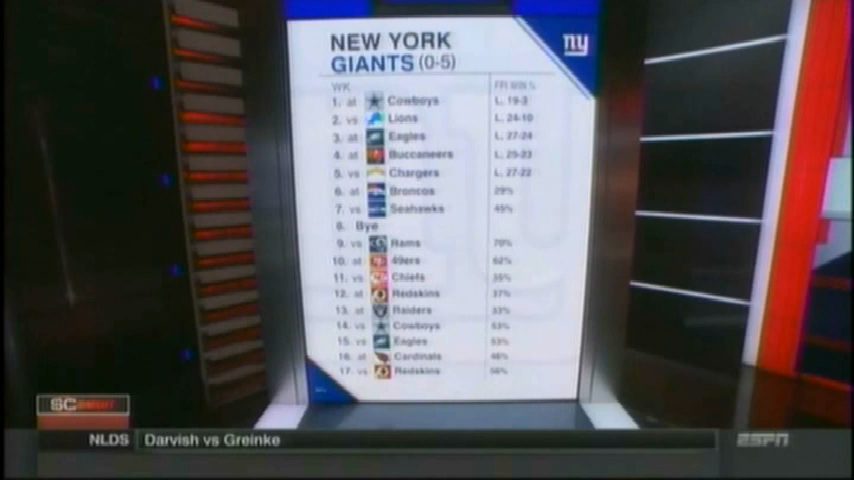 NEW YORK
GIANTS (0-5)
WK FPI WIN %
1. at Cowboys L. 19-3
2. vs Lions L. 24-10
3. at Eagles L. 27-24
4. at Buccaneers L. 25-23
5. vs Chargers L. 27-22
6. at Broncos 29%
7. vs Seahawks 45%
8. Bye
9. vs Rams 70%
10. at 49ers 62%
11. vs Chiefs
12. at Redskins 37%
13. at Raiders 33%
14. vs Cowboys 53%
15. vs Eagles 53%
16. at Cardinals 46%
17. vs Redskins 56%
ny
SC
NLDS Darvish vs Greinke
ESPN